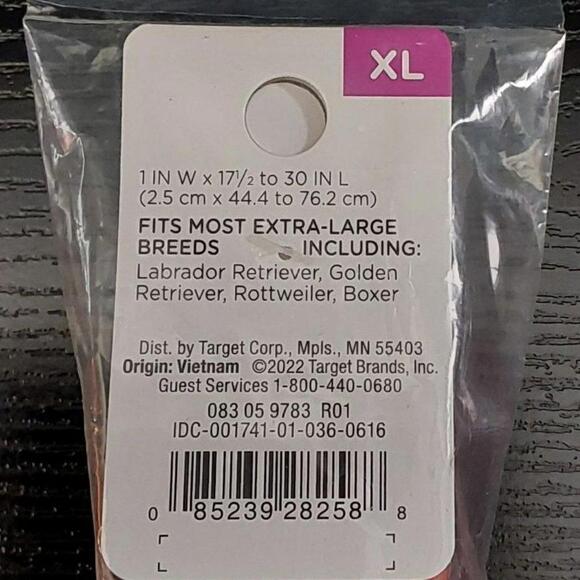 XL
1 IN W x 17 1/2 to 30 IN L
(2.5 cm x 44.4 to 76.2 cm)
FITS MOST EXTRA-LARGE
BREEDS INCLUDING:
Labrador Retriever, Golden
Retriever, Rottweiler, Boxer
Dist. by Target Corp., Mpls., MN 55403
Origin: Vietnam ©2022 Target Brands, Inc.
Guest Services 1-800-440-0680
083 05 9783 R01
IDC-001741-01-036-0616
0 85239 28258 8